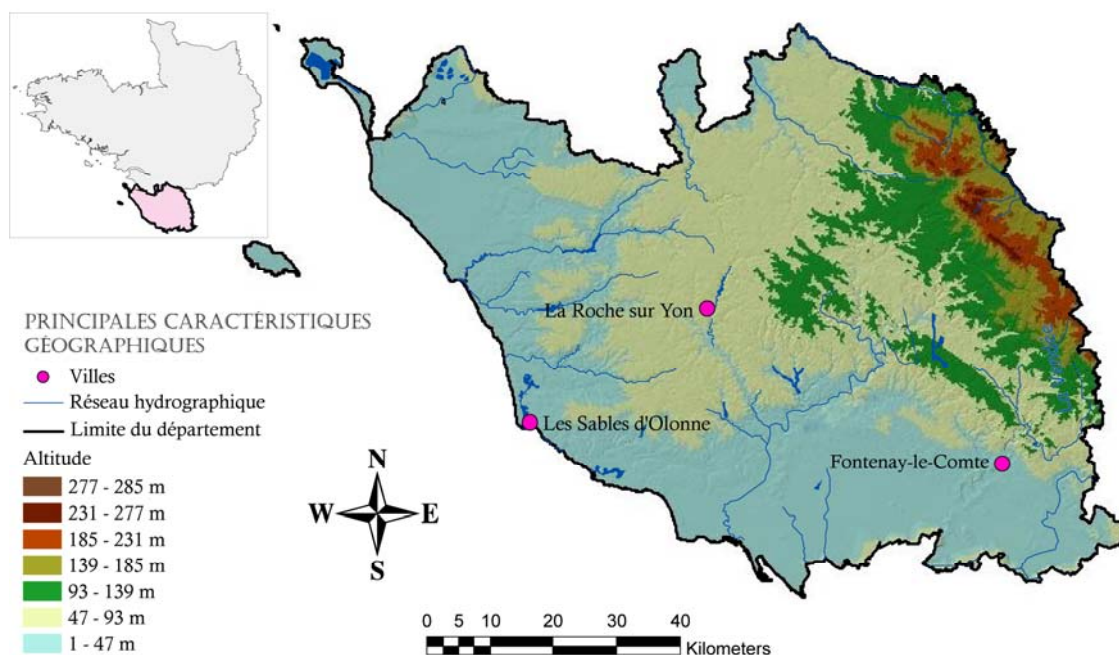 La Roche sur Yon
PRINCIPALES CARACTÉRISTIQUES
GÉOGRAPHIQUES
Villes
Réseau hydrographique
Limite du département
Les Sables d'Olonne
Fontenay-le-Comte
Altitude
277 - 285 m
231 - 277 m
185 - 231 m
139 - 185 m
93 - 139 m
47 - 93 m
1 - 47 m
N
W E
S
0 5 10 20 30 40
Kilometers